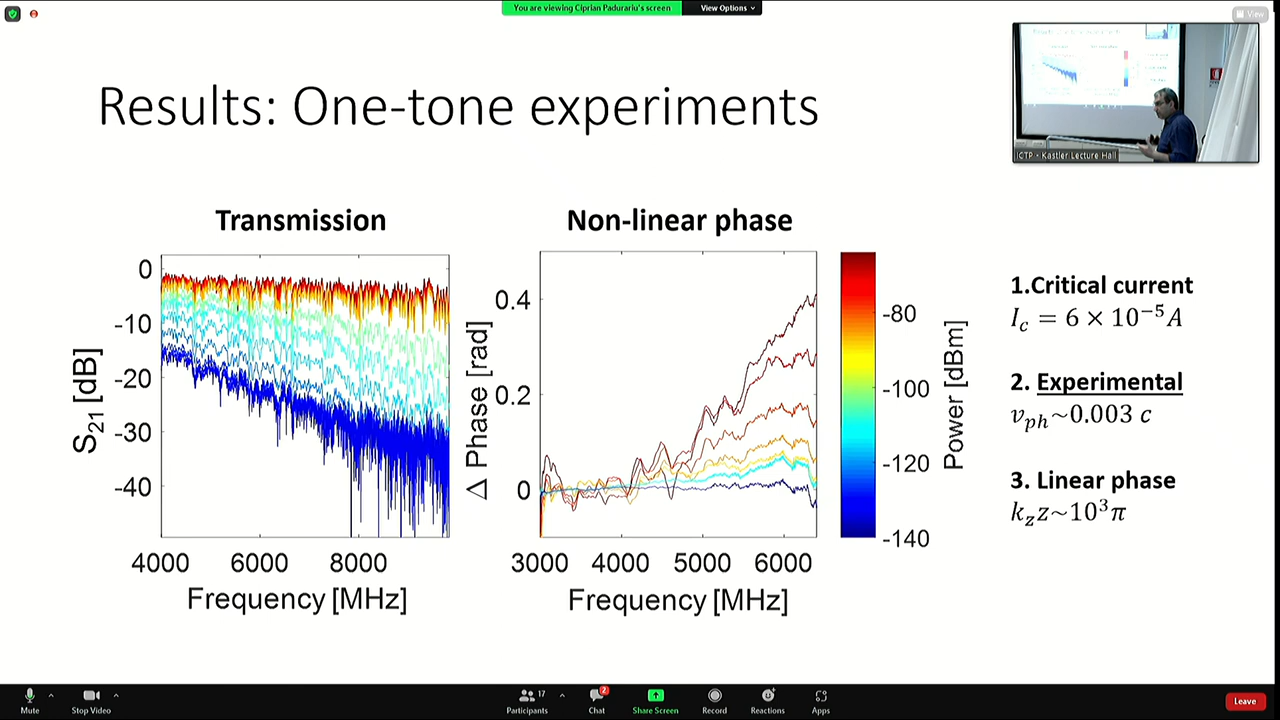 You are viewing Ciprian Padurariu's screen
View Options
View
Results: One-tone experiments
ICTP - Kastler Lecture Hall
Transmission
Non-linear phase
S21 [dB]
0
-10
-20
-30
-40
4000
6000
8000
Frequency [MHz]
Δ Phase [rad]
0.4
0.2
0
3000
4000
5000
6000
Frequency [MHz]
-80
-100
-120
-140
Power [dBm]
1.Critical current
I_c = 6 × 10^-5 A
2. Experimental
v_ph~0.003 c
3. Linear phase
k_z z~10^3 π
Mute
Stop Video
17
Participants
2
Chat
Share Screen
Record
Reactions
Apps
Leave